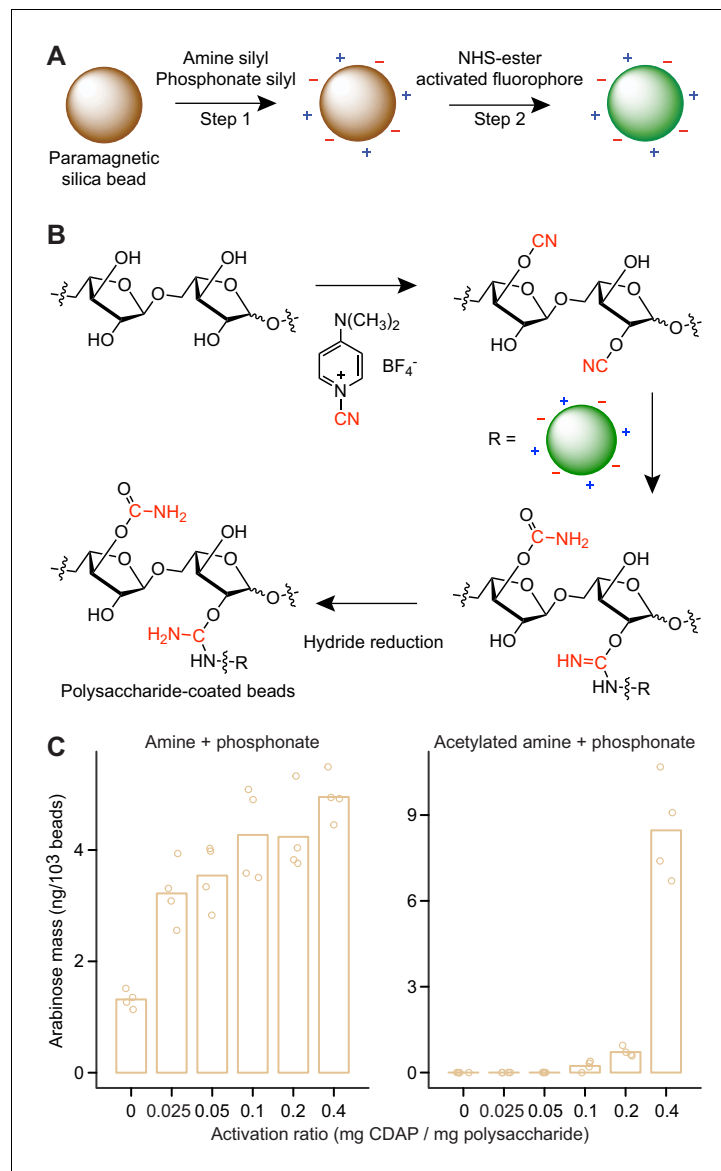 A
Amine silyl
Phosphonate silyl
Step 1
NHS-ester
activated fluorophore
Step 2
Paramagnetic
silica bead
B
OH
O
O
HO
OH
O
HO
O
N(CH₃)₂
N
+
CN
BF₄⁻
CN
O
O
O
HO
OH
O
O
O
NC
R =
O
C-NH₂
O
O
O
HO
OH
O
O
O
H₂N-C
HN-R
Polysaccharide-coated beads
Hydride reduction
O
C-NH₂
O
O
O
HO
OH
O
O
O
HN=C
HN-R
C
Amine + phosphonate
Acetylated amine + phosphonate
Arabinose mass (ng/10³ beads)
4
2
0
9
6
3
0
0 0.025 0.05 0.1 0.2 0.4
0 0.025 0.05 0.1 0.2 0.4
Activation ratio (mg CDAP / mg polysaccharide)